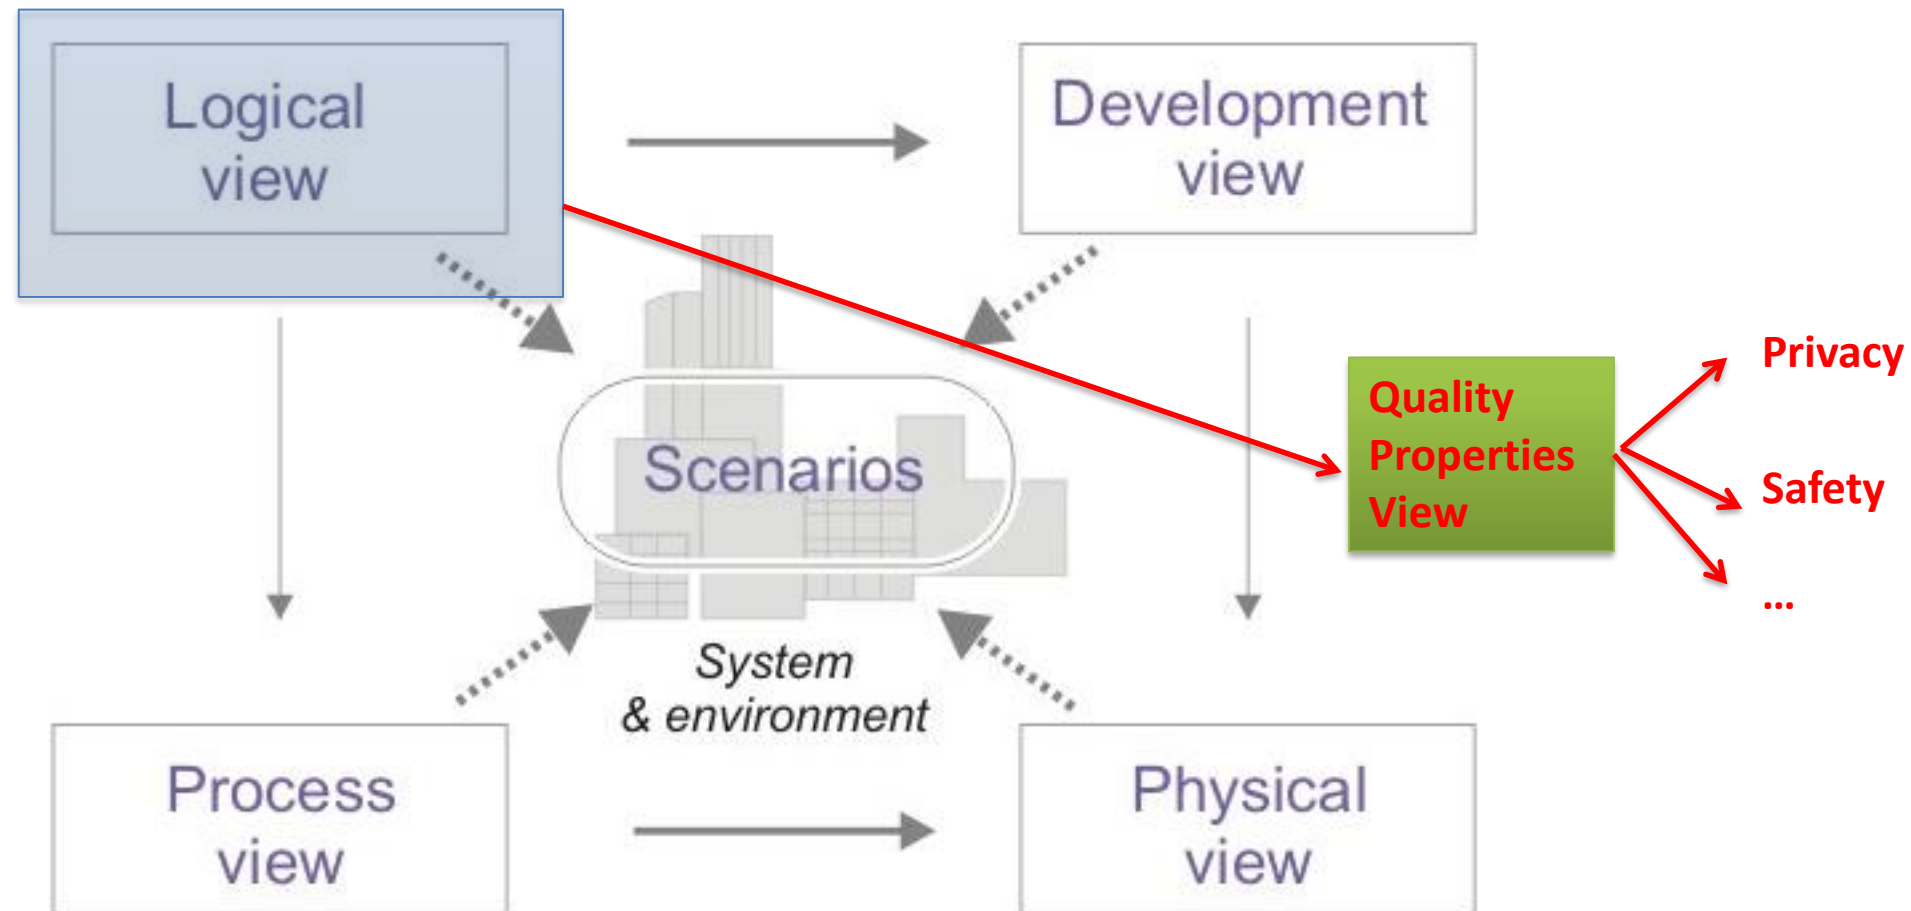 Logical
view
Development
view
Quality
Properties
View
Privacy
Safety
...
Scenarios
System
& environment
Process
view
Physical
view